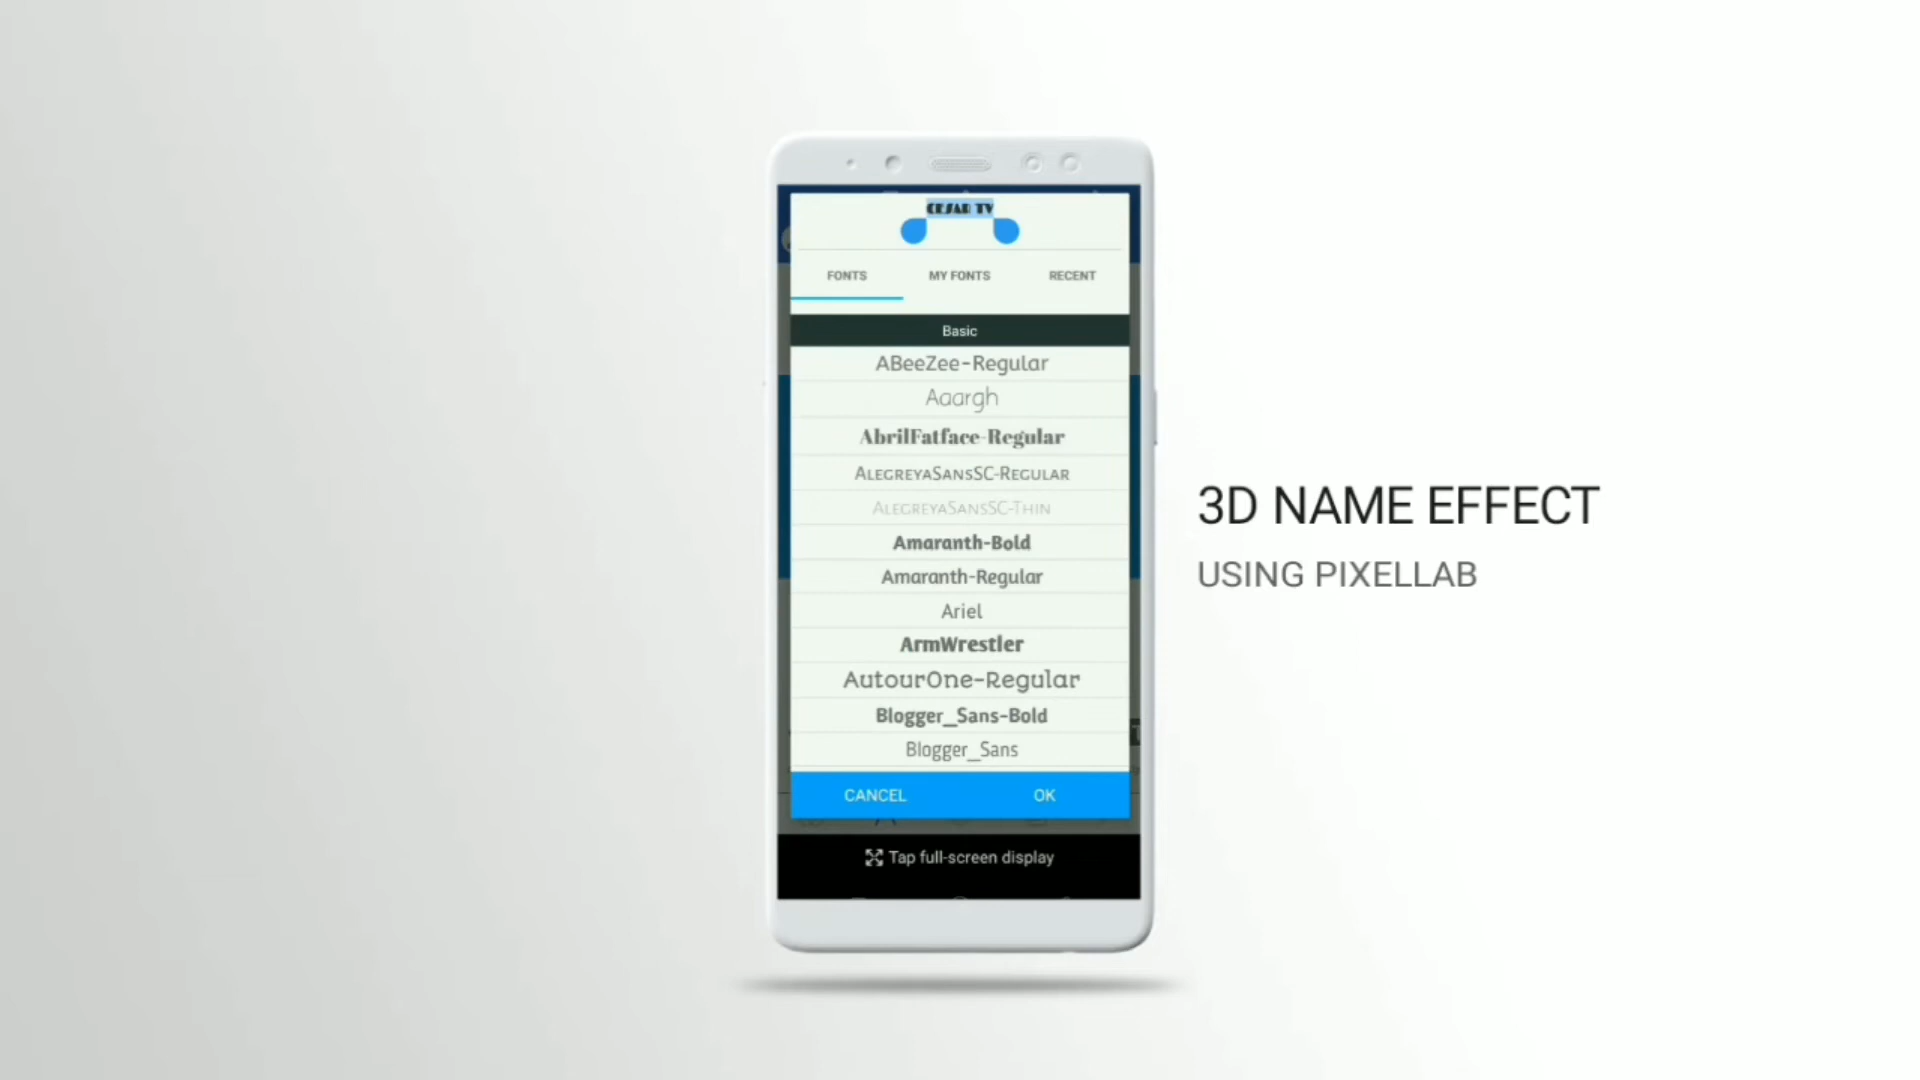 CESAR TV
FONTS MY FONTS RECENT
Basic
ABeeZee-Regular
Aaargh
AbrilFatface-Regular
AlegreyaSansSC-Regular
AlegreyaSansSC-Thin
Amaranth-Bold
Amaranth-Regular
Ariel
ArmWrestler
AutourOne-Regular
Blogger_Sans-Bold
Blogger_Sans
CANCEL OK
Tap full-screen display
3D NAME EFFECT
USING PIXELLAB